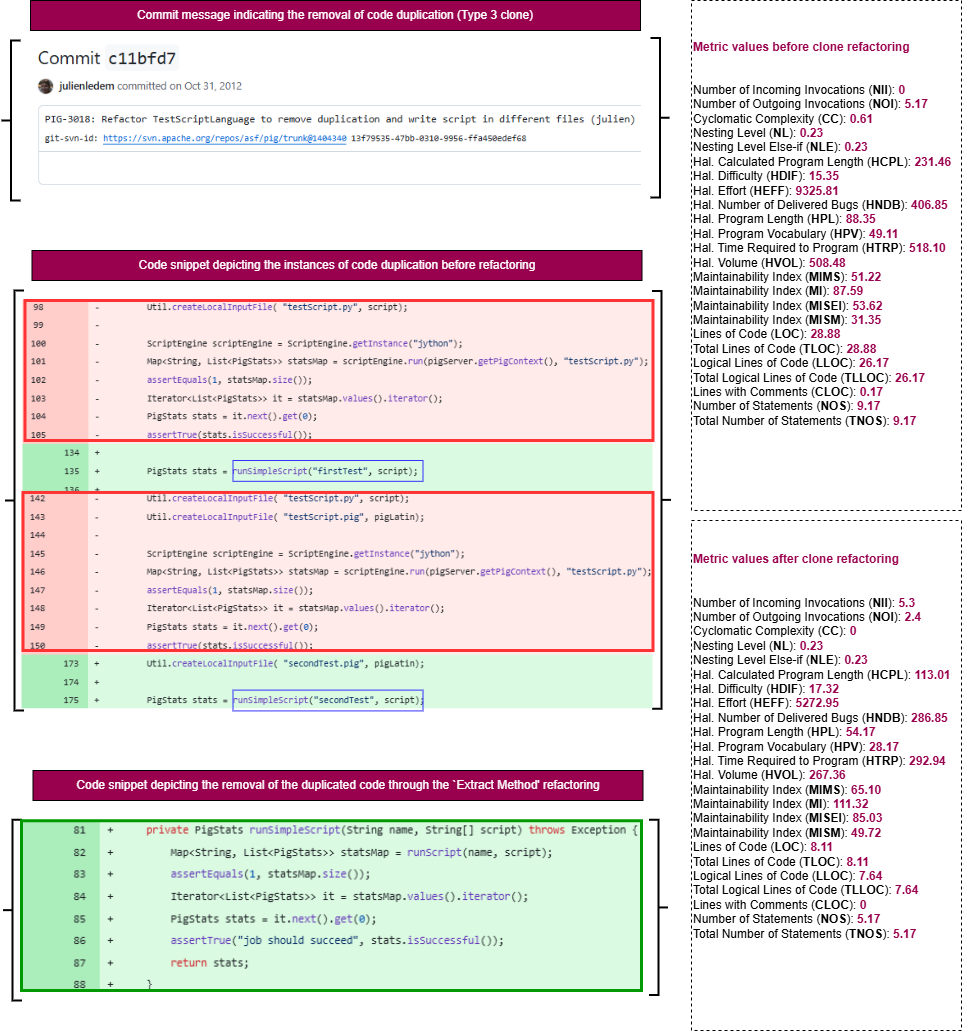 Commit message indicating the removal of code duplication (Type 3 clone)
Commit c11bfd7
julienledem committed on Oct 31, 2012
PIG-3018: Refactor TestScriptLanguage to remove duplication and write script in different files (julien)
git-svn-id: https://svn.apache.org/repos/asf/pig/trunk@1404340 13f79535-47bb-0310-9956-ffa450edef68
Code snippet depicting the instances of code duplication before refactoring
98 - Util.createLocalInputFile( "testScript.py", script);
99 -
100 - ScriptEngine scriptEngine = ScriptEngine.getInstance("jython");
101 - Map<String, List<PigStats>> statsMap = scriptEngine.run(pigServer.getPigContext(), "testScript.py");
102 - assertEquals(1, statsMap.size());
103 - Iterator<List<PigStats>> it = statsMap.values().iterator();
104 - PigStats stats = it.next().get(0);
105 - assertTrue(stats.isSuccessful());
134 +
135 + PigStats stats = runSimpleScript("firstTest", script);
136 +
142 - Util.createLocalInputFile( "testScript.py", script);
143 - Util.createLocalInputFile( "testScript.pig", pigLatin);
144 -
145 - ScriptEngine scriptEngine = ScriptEngine.getInstance("jython");
146 - Map<String, List<PigStats>> statsMap = scriptEngine.run(pigServer.getPigContext(), "testScript.py");
147 - assertEquals(1, statsMap.size());
148 - Iterator<List<PigStats>> it = statsMap.values().iterator();
149 - PigStats stats = it.next().get(0);
150 - assertTrue(stats.isSuccessful());
173 + Util.createLocalInputFile( "secondTest.pig", pigLatin);
174 +
175 + PigStats stats = runSimpleScript("secondTest", script);
Code snippet depicting the removal of the duplicated code through the `Extract Method' refactoring
81 + private PigStats runSimpleScript(String name, String[] script) throws Exception {
82 + Map<String, List<PigStats>> statsMap = runScript(name, script);
83 + assertEquals(1, statsMap.size());
84 + Iterator<List<PigStats>> it = statsMap.values().iterator();
85 + PigStats stats = it.next().get(0);
86 + assertTrue("job should succeed", stats.isSuccessful());
87 + return stats;
88 + }
Metric values before clone refactoring
Number of Incoming Invocations (NII): 0
Number of Outgoing Invocations (NOI): 5.17
Cyclomatic Complexity (CC): 0.61
Nesting Level (NL): 0.23
Nesting Level Else-if (NLE): 0.23
Hal. Calculated Program Length (HCPL): 231.46
Hal. Difficulty (HDIF): 15.35
Hal. Effort (HEFF): 9325.81
Hal. Number of Delivered Bugs (HNDB): 406.85
Hal. Program Length (HPL): 88.35
Hal. Program Vocabulary (HPV): 49.11
Hal. Time Required to Program (HTRP): 518.10
Hal. Volume (HVOL): 508.48
Maintainability Index (MIMS): 51.22
Maintainability Index (MI): 87.59
Maintainability Index (MISEI): 53.62
Maintainability Index (MISM): 31.35
Lines of Code (LOC): 28.88
Total Lines of Code (TLOC): 28.88
Logical Lines of Code (LLOC): 26.17
Total Logical Lines of Code (TLLOC): 26.17
Lines with Comments (CLOC): 0.17
Number of Statements (NOS): 9.17
Total Number of Statements (TNOS): 9.17
Metric values after clone refactoring
Number of Incoming Invocations (NII): 5.3
Number of Outgoing Invocations (NOI): 2.4
Cyclomatic Complexity (CC): 0
Nesting Level (NL): 0.23
Nesting Level Else-if (NLE): 0.23
Hal. Calculated Program Length (HCPL): 113.01
Hal. Difficulty (HDIF): 17.32
Hal. Effort (HEFF): 5272.95
Hal. Number of Delivered Bugs (HNDB): 286.85
Hal. Program Length (HPL): 54.17
Hal. Program Vocabulary (HPV): 28.17
Hal. Time Required to Program (HTRP): 292.94
Hal. Volume (HVOL): 267.36
Maintainability Index (MIMS): 65.10
Maintainability Index (MI): 111.32
Maintainability Index (MISEI): 85.03
Maintainability Index (MISM): 49.72
Lines of Code (LOC): 8.11
Total Lines of Code (TLOC): 8.11
Logical Lines of Code (LLOC): 7.64
Total Logical Lines of Code (TLLOC): 7.64
Lines with Comments (CLOC): 0
Number of Statements (NOS): 5.17
Total Number of Statements (TNOS): 5.17